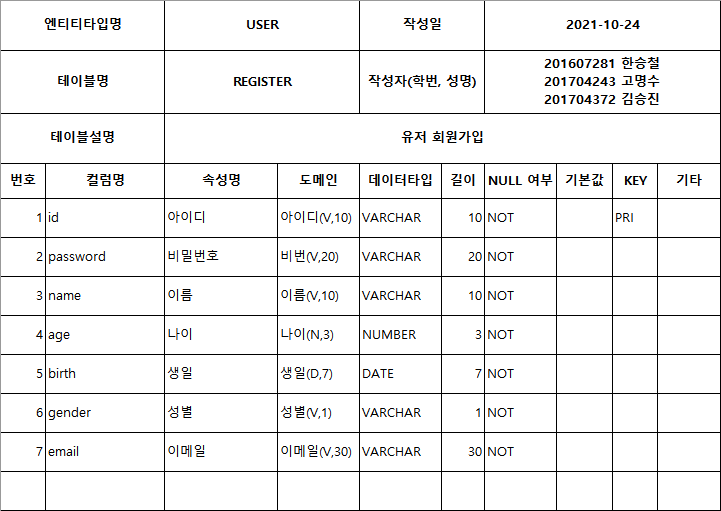 엔티티타입명 USER 작성일 2021-10-24
테이블명 REGISTER 작성자(학번, 성명) 201607281 한승철
201704243 고명수
201704372 김승진
테이블설명 유저 회원가입
번호 컬럼명 속성명 도메인 데이터타입 길이 NULL 여부 기본값 KEY 기타
1 id 아이디 아이디(V,10) VARCHAR 10 NOT PRI
2 password 비밀번호 비번(V,20) VARCHAR 20 NOT
3 name 이름 이름(V,10) VARCHAR 10 NOT
4 age 나이 나이(N,3) NUMBER 3 NOT
5 birth 생일 생일(D,7) DATE 7 NOT
6 gender 성별 성별(V,1) VARCHAR 1 NOT
7 email 이메일 이메일(V,30) VARCHAR 30 NOT